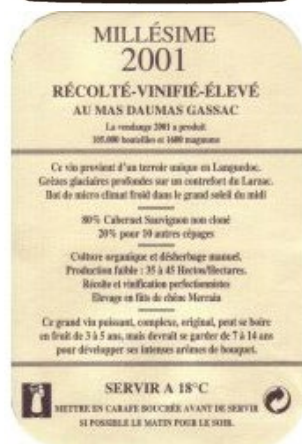 MILLÉSIME
2001
RÉCOLTÉ-VINIFIÉ-ÉLEVÉ
AU MAS DAUMAS GASSAC
La vendange 2001 a produit
105.000 bouteilles et 1600 magnums
Ce vin provient d'un terroir unique en Languedoc.
Grèzes glaciaires profondes sur un contrefort du Larzac.
Ilot de micro climat froid dans le grand soleil du midi
80% Cabernet Sauvignon non cloné
20% pour 10 autres cépages
Culture organique et désherbage manuel.
Production faible : 35 à 45 Hectos/Hectares.
Récolte et vinification perfectionnistes
Elevage en fûts de chêne Merrain
Ce grand vin puissant, complexe, original, peut se boire
en fruit de 3 à 5 ans, mais devrait se garder de 7 à 14 ans
pour développer ses intenses arômes de bouquet.
SERVIR A 18°C
METTRE EN CARAFE BOUCHÉE AVANT DE SERVIR
SI POSSIBLE LE MATIN POUR LE SOIR.